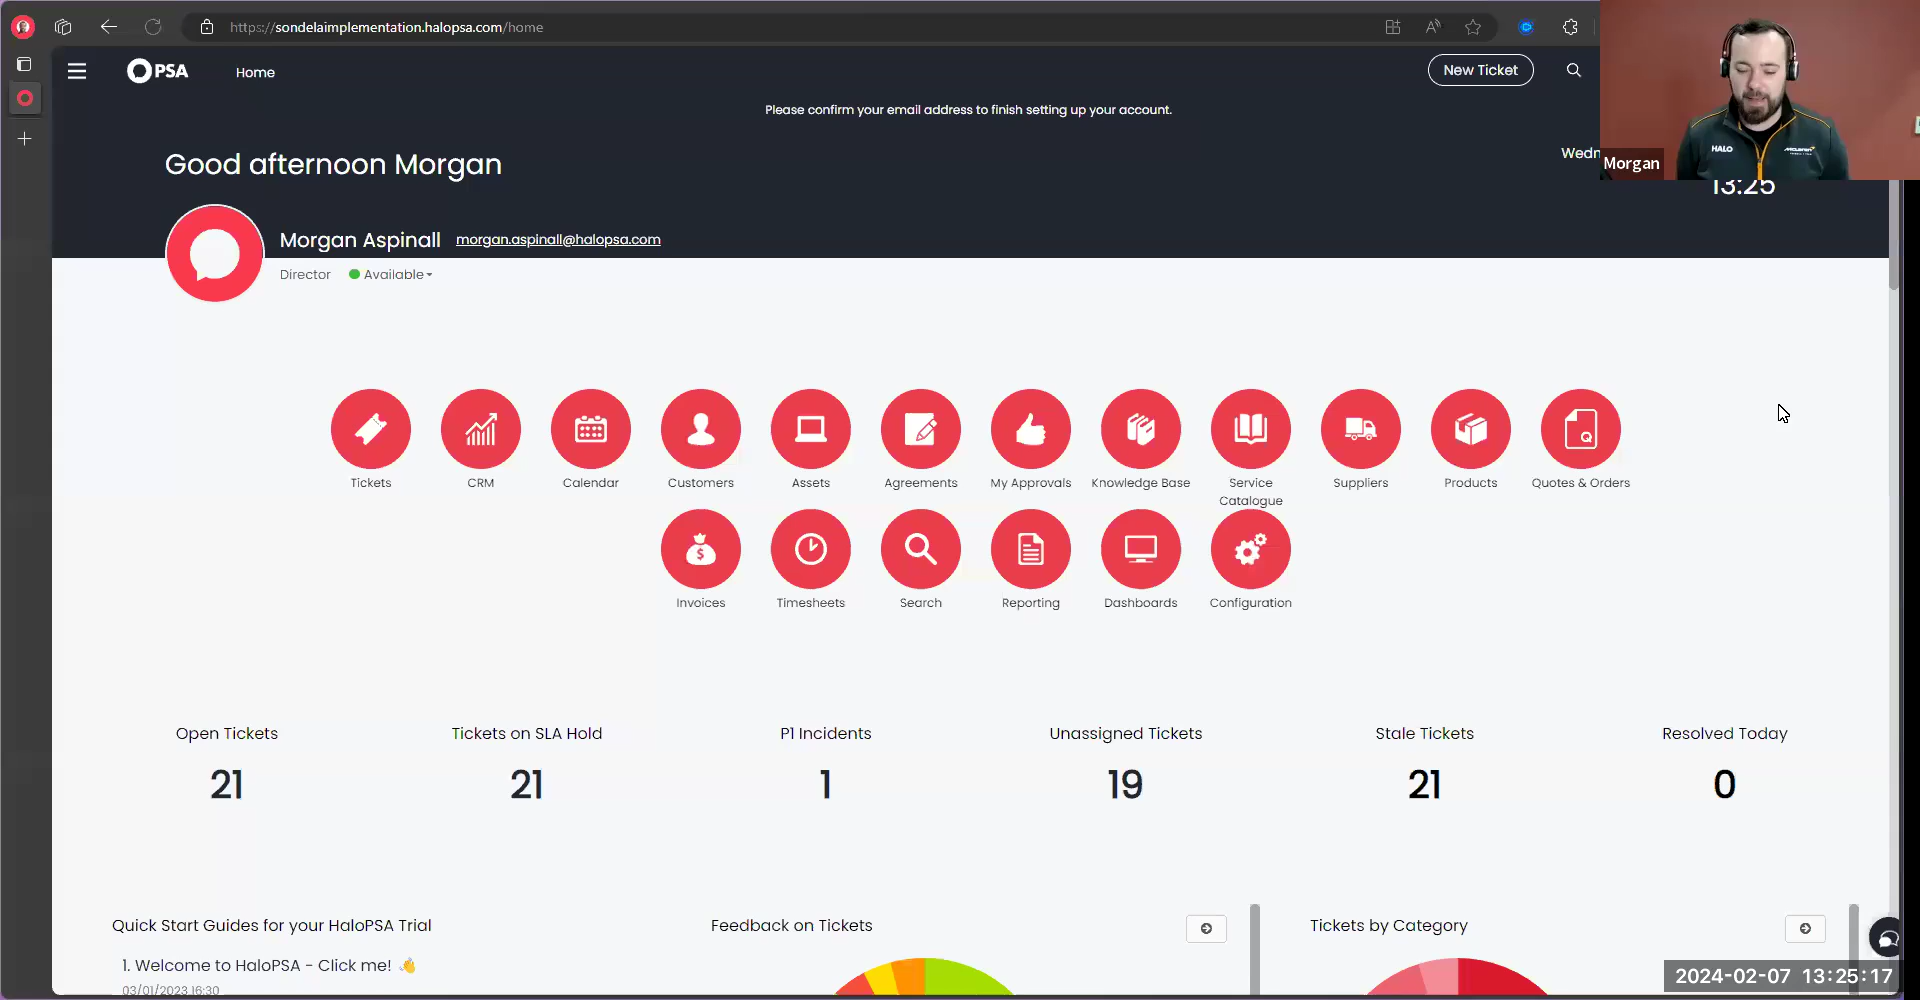 https://sondelaimplementation.halopsa.com/home
PSA
Home
New Ticket
Please confirm your email address to finish setting up your account.
Good afternoon Morgan
Wedn
13:25
HALO
McLaren
Morgan
Morgan Aspinall
morgan.aspinall@halopsa.com
Director
Available
Tickets
CRM
Calendar
Customers
Assets
Agreements
My Approvals
Knowledge Base
Service
Catalogue
Suppliers
Products
Quotes & Orders
Invoices
Timesheets
Search
Reporting
Dashboards
Configuration
Open Tickets
21
Tickets on SLA Hold
21
P1 Incidents
1
Unassigned Tickets
19
Stale Tickets
21
Resolved Today
0
Quick Start Guides for your HaloPSA Trial
1. Welcome to HaloPSA - Click me! 👋
03/01/2023 16:30
Feedback on Tickets
Tickets by Category
2024-02-07 13:25:17